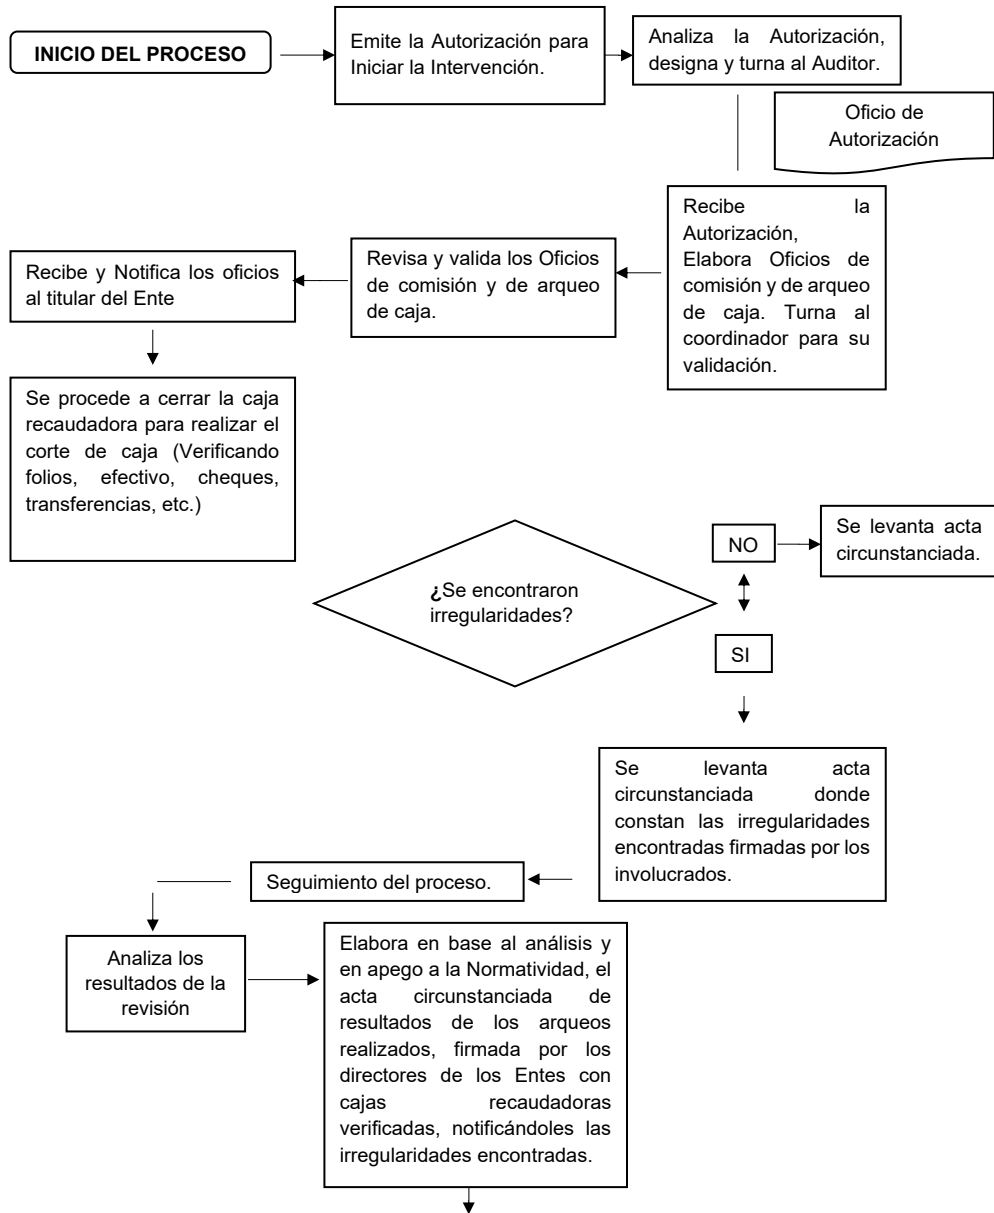 INICIO DEL PROCESO
Emite la Autorización para
Iniciar la Intervención.
Analiza la Autorización,
designa y turna al Auditor.
Oficio de
Autorización
Recibe la
Autorización,
Elabora Oficios de
comisión y de arqueo
de caja. Turna al
coordinador para su
validación.
Revisa y valida los Oficios
de comisión y de arqueo
de caja.
Recibe y Notifica los oficios
al titular del Ente
Se procede a cerrar la caja
recaudadora para realizar el
corte de caja (Verificando
folios, efectivo, cheques,
transferencias, etc.)
¿Se encontraron
irregularidades?
NO
Se levanta acta
circunstanciada.
SI
Se levanta acta
circunstanciada donde
constan las irregularidades
encontradas firmadas por los
involucrados.
Seguimiento del proceso.
Analiza los
resultados de la
revisión
Elabora en base al análisis y
en apego a la Normatividad, el
acta circunstanciada de
resultados de los arqueos
realizados, firmada por los
directores de los Entes con
cajas recaudadoras
verificadas, notificándoles las
irregularidades encontradas.